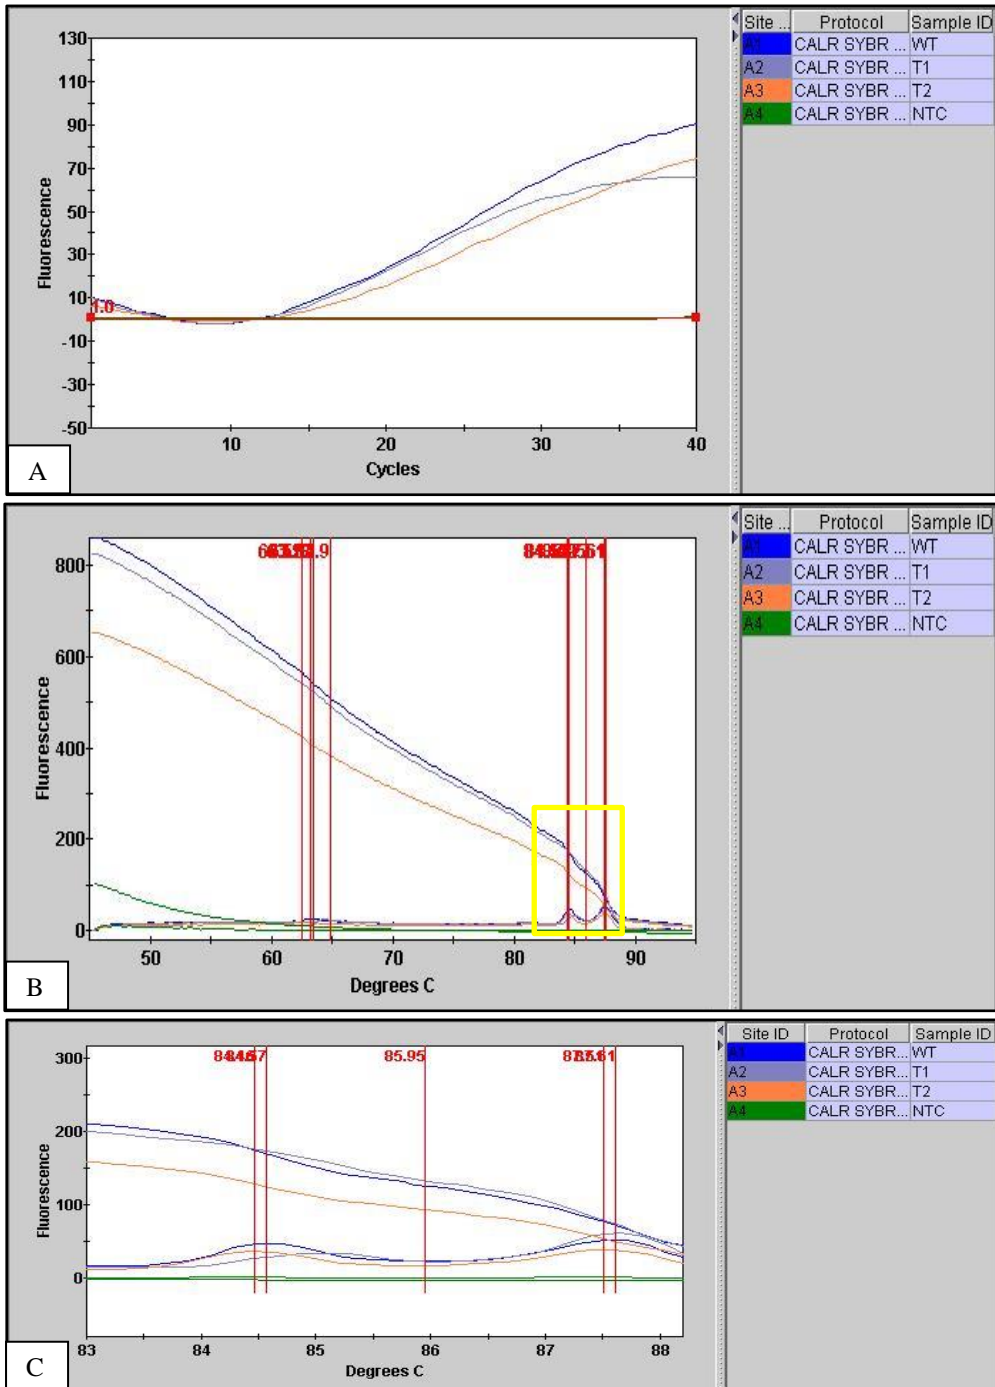 130
110
90
70
50
30
10
-10
-30
-50
1.0
Fluorescence
10 20 30 40
Cycles
A
Site ... Protocol Sample ID
A1 CALR SYBR ... WT
A2 CALR SYBR ... T1
A3 CALR SYBR ... T2
A4 CALR SYBR ... NTC
800
600
400
200
0
Fluorescence
50 60 70 80 90
Degrees C
B
Site ... Protocol Sample ID
A1 CALR SYBR ... WT
A2 CALR SYBR ... T1
A3 CALR SYBR ... T2
A4 CALR SYBR ... NTC
300
200
100
0
85.95
Fluorescence
83 84 85 86 87 88
Degrees C
C
Site ID Protocol Sample ID
A1 CALR SYBR... WT
A2 CALR SYBR... T1
A3 CALR SYBR... T2
A4 CALR SYBR... NTC